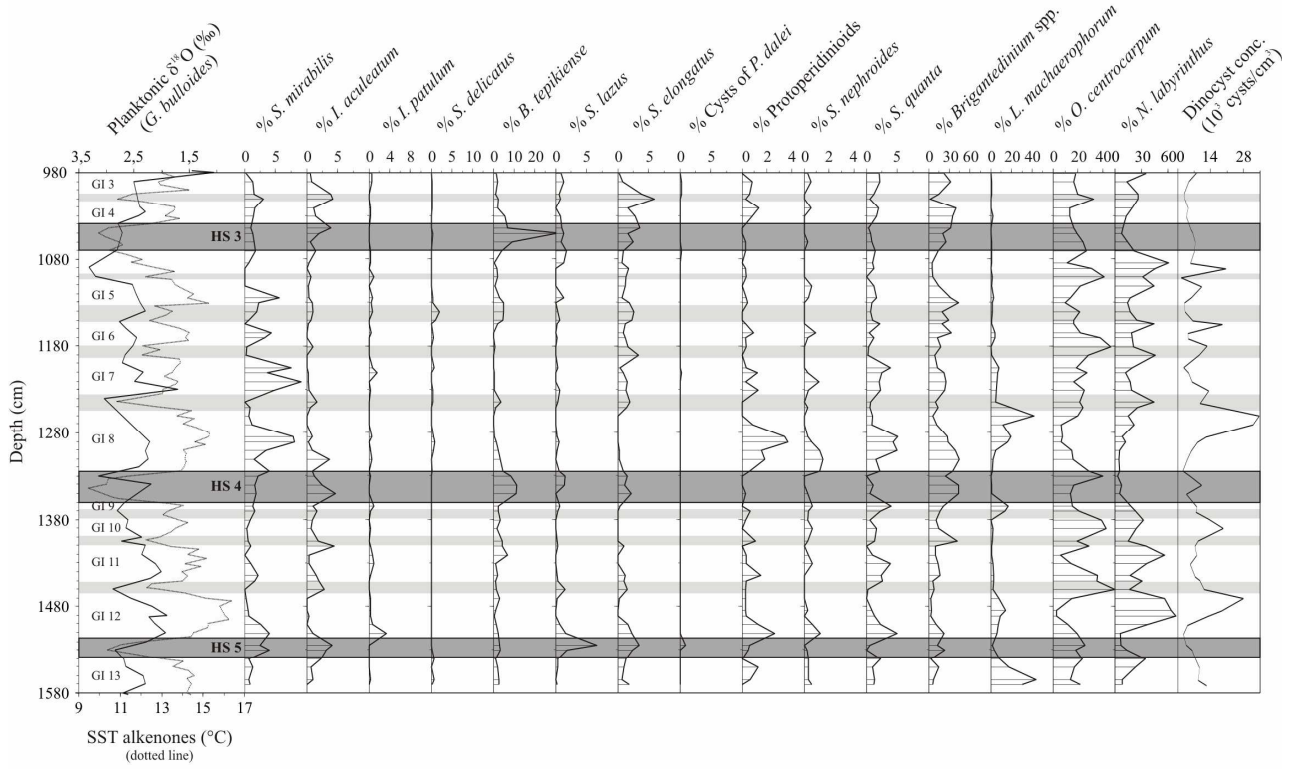 Planktonic δ¹⁸O (‰)
(G. bulloides)
% S. mirabilis
% I. aculeatum
% I. patulum
% S. delicatus
% B. tepikiense
% S. lazus
% S. elongatus
% Cysts of P. dalei
% Protoperidinioids
% S. nephroides
% S. quanta
% Brigantedinium spp.
% L. machaerophorum
% O. centrocarpum
% N. labyrinthus
Dinocyst conc.
(10³ cysts/cm³)
3,5 2,5 1,5 0 5 0 5 0 4 8 0 5 10 0 10 20 0 5 0 5 0 5 0 2 4 0 2 4 0 5 0 30 60 0 20 40 0 20 40 0 30 60 0 14 28
980
1080
1180
1280
1380
1480
1580
Depth (cm)
GI 3
GI 4
HS 3
GI 5
GI 6
GI 7
GI 8
HS 4
GI 9
GI 10
GI 11
GI 12
HS 5
GI 13
9 11 13 15 17
SST alkenones (°C)
(dotted line)